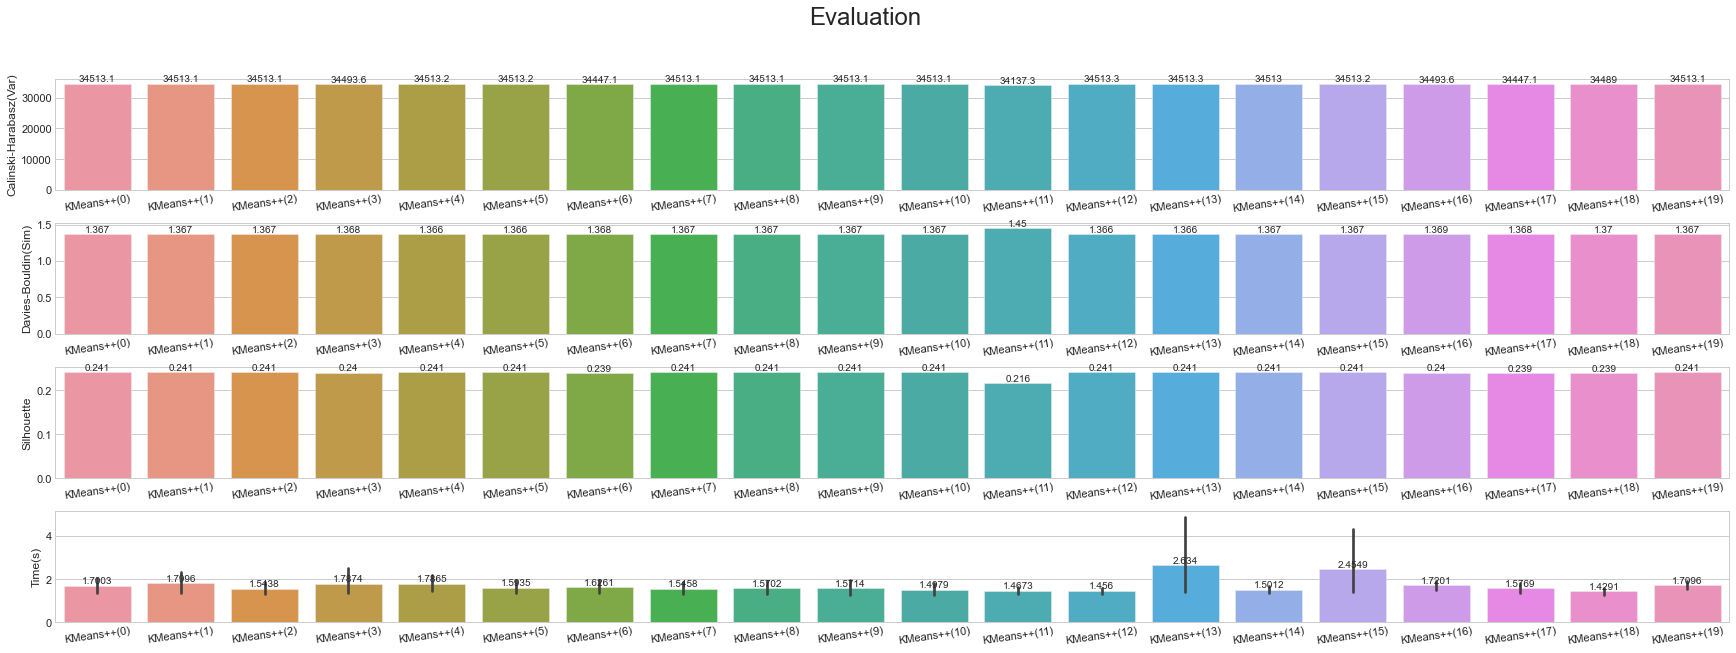 Evaluation
34513.1 34513.1 34513.1 34493.6 34513.2 34513.2 34447.1 34513.1 34513.1 34513.1 34513.1 34137.3 34513.3 34513.3 34513 34513.2 34493.6 34447.1 34489 34513.1
Calinski-Harabasz(Var)
30000
20000
10000
0
KMeans++(0) KMeans++(1) KMeans++(2) KMeans++(3) KMeans++(4) KMeans++(5) KMeans++(6) KMeans++(7) KMeans++(8) KMeans++(9) KMeans++(10) KMeans++(11) KMeans++(12) KMeans++(13) KMeans++(14) KMeans++(15) KMeans++(16) KMeans++(17) KMeans++(18) KMeans++(19)
1.367 1.367 1.367 1.368 1.366 1.366 1.368 1.367 1.367 1.367 1.367 1.45 1.366 1.366 1.367 1.367 1.369 1.368 1.37 1.367
Davies-Bouldin(Sim)
1.5
1.0
0.5
0.0
KMeans++(0) KMeans++(1) KMeans++(2) KMeans++(3) KMeans++(4) KMeans++(5) KMeans++(6) KMeans++(7) KMeans++(8) KMeans++(9) KMeans++(10) KMeans++(11) KMeans++(12) KMeans++(13) KMeans++(14) KMeans++(15) KMeans++(16) KMeans++(17) KMeans++(18) KMeans++(19)
0.241 0.241 0.241 0.24 0.241 0.241 0.239 0.241 0.241 0.241 0.241 0.216 0.241 0.241 0.241 0.241 0.24 0.239 0.239 0.241
Silhouette
0.2
0.1
0.0
KMeans++(0) KMeans++(1) KMeans++(2) KMeans++(3) KMeans++(4) KMeans++(5) KMeans++(6) KMeans++(7) KMeans++(8) KMeans++(9) KMeans++(10) KMeans++(11) KMeans++(12) KMeans++(13) KMeans++(14) KMeans++(15) KMeans++(16) KMeans++(17) KMeans++(18) KMeans++(19)
1.5438 1.4979 1.4673 1.456 2.634 1.5012 1.7201 1.5769 1.4291 1.7096
Time(s)
4
2
0
KMeans++(0) KMeans++(1) KMeans++(2) KMeans++(3) KMeans++(4) KMeans++(5) KMeans++(6) KMeans++(7) KMeans++(8) KMeans++(9) KMeans++(10) KMeans++(11) KMeans++(12) KMeans++(13) KMeans++(14) KMeans++(15) KMeans++(16) KMeans++(17) KMeans++(18) KMeans++(19)